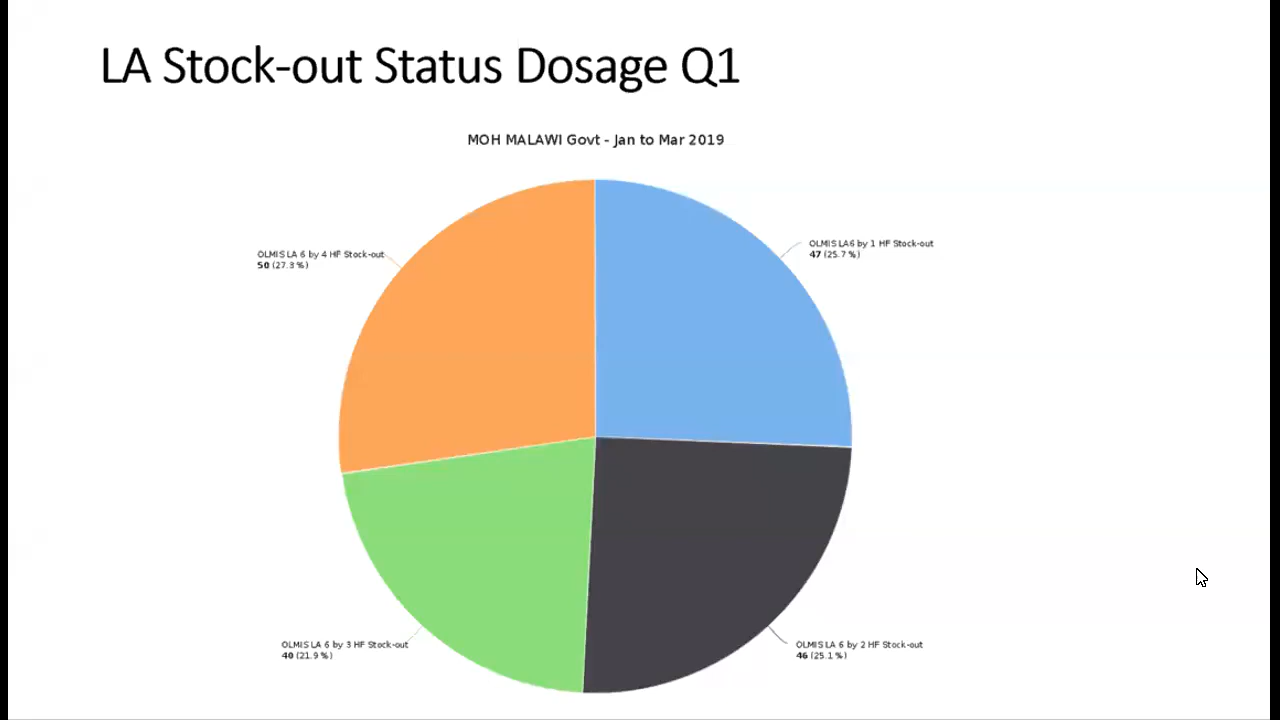 LA Stock-out Status Dosage Q1
MOH MALAWI Govt - Jan to Mar 2019
OLMIS LA6 by 1 HF Stock-out
47 (25.7 %)
OLMIS LA 6 by 4 HF Stock-out
50 (27.3 %)
OLMIS LA 6 by 3 HF Stock-out
40 (21.9 %)
OLMIS LA 6 by 2 HF Stock-out
46 (25.1 %)